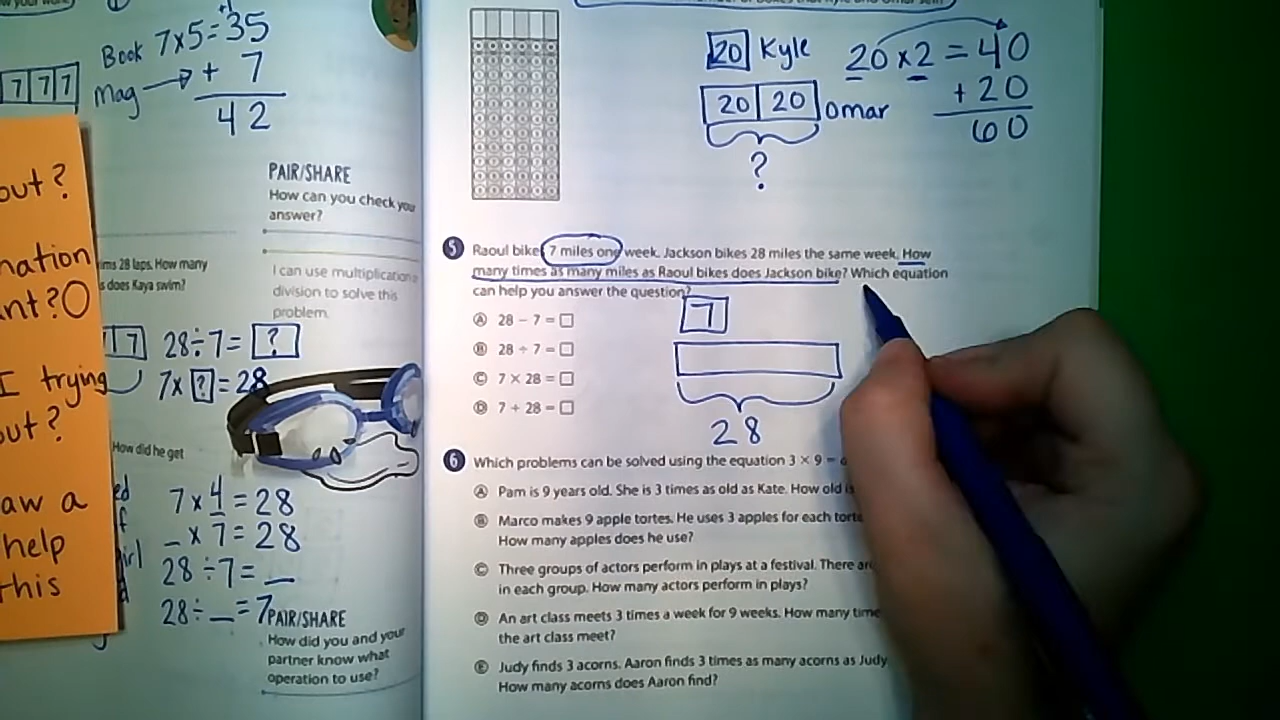 Book 7x5=35
Mag → + 7
42
7 7 7
out?
nation
nt? O
I trying
out?
aw a
help
this
PAIR/SHARE
How can you check you
answer?
ms 28 laps. How many
s does Kaya swim?
I can use multiplication
division to solve this
problem.
7 28÷7= ?
7x ? = 28
How did he get
7 x 4 = 28
_ x 7 = 28
28 ÷7= _
28÷ _ = 7
PAIR/SHARE
How did you and your
partner know what
operation to use?
20 Kyle
20 20 Omar
?
20 x 2 = 40
+ 20
60
5 Raoul bikes 7 miles one week. Jackson bikes 28 miles the same week. How
many times as many miles as Raoul bikes does Jackson bike? Which equation
can help you answer the question?
A 28 − 7 = □
B 28 ÷ 7 = □
C 7 × 28 = □
D 7 + 28 = □
7
28
6 Which problems can be solved using the equation 3 × 9 =
A Pam is 9 years old. She is 3 times as old as Kate. How old is
B Marco makes 9 apple tortes. He uses 3 apples for each torte
How many apples does he use?
C Three groups of actors perform in plays at a festival. There are
in each group. How many actors perform in plays?
D An art class meets 3 times a week for 9 weeks. How many time
the art class meet?
E Judy finds 3 acorns. Aaron finds 3 times as many acorns as Judy
How many acorns does Aaron find?